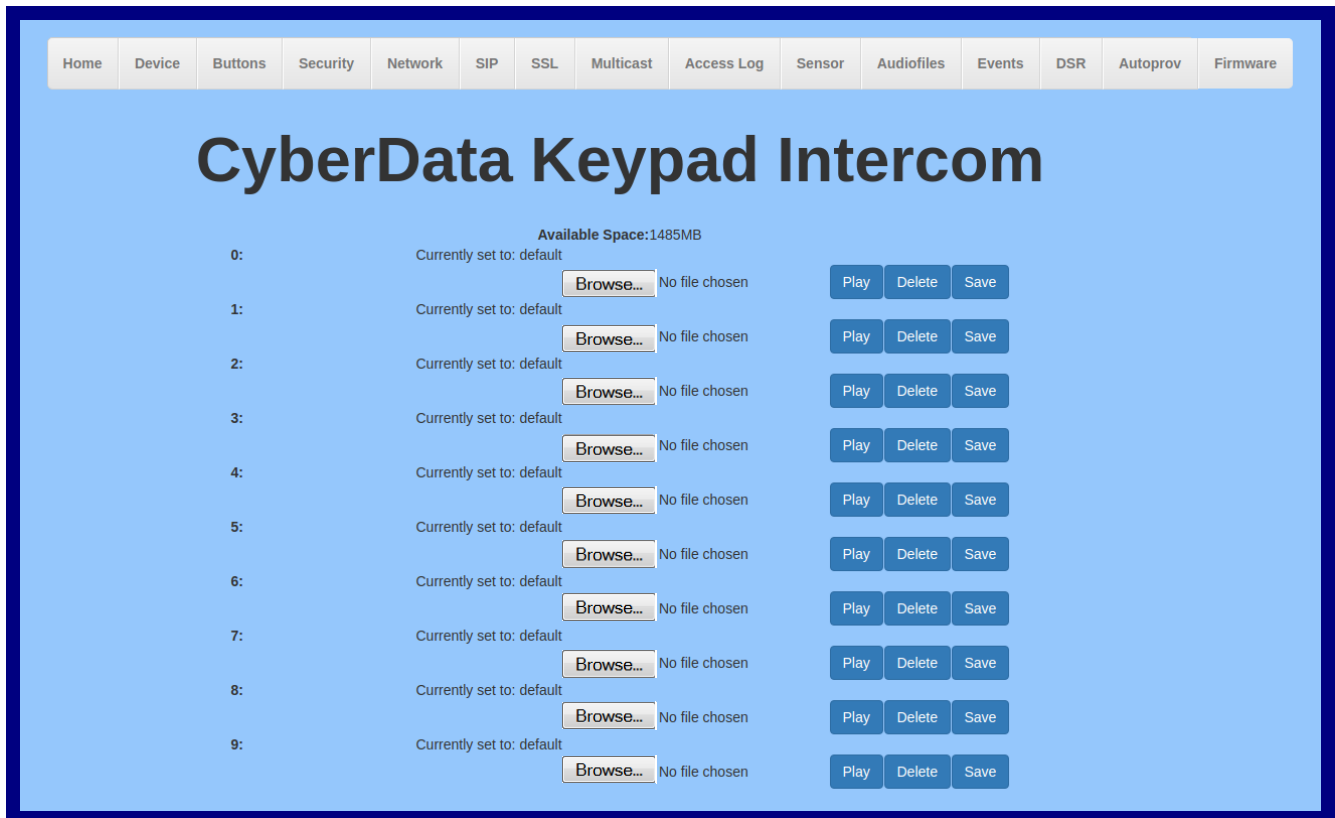 Home Device Buttons Security Network SIP SSL Multicast Access Log Sensor Audiofiles Events DSR Autoprov Firmware
CyberData Keypad Intercom
Available Space:1485MB
0: Currently set to: default
Browse... No file chosen Play Delete Save
1: Currently set to: default
Browse... No file chosen Play Delete Save
2: Currently set to: default
Browse... No file chosen Play Delete Save
3: Currently set to: default
Browse... No file chosen Play Delete Save
4: Currently set to: default
Browse... No file chosen Play Delete Save
5: Currently set to: default
Browse... No file chosen Play Delete Save
6: Currently set to: default
Browse... No file chosen Play Delete Save
7: Currently set to: default
Browse... No file chosen Play Delete Save
8: Currently set to: default
Browse... No file chosen Play Delete Save
9: Currently set to: default
Browse... No file chosen Play Delete Save